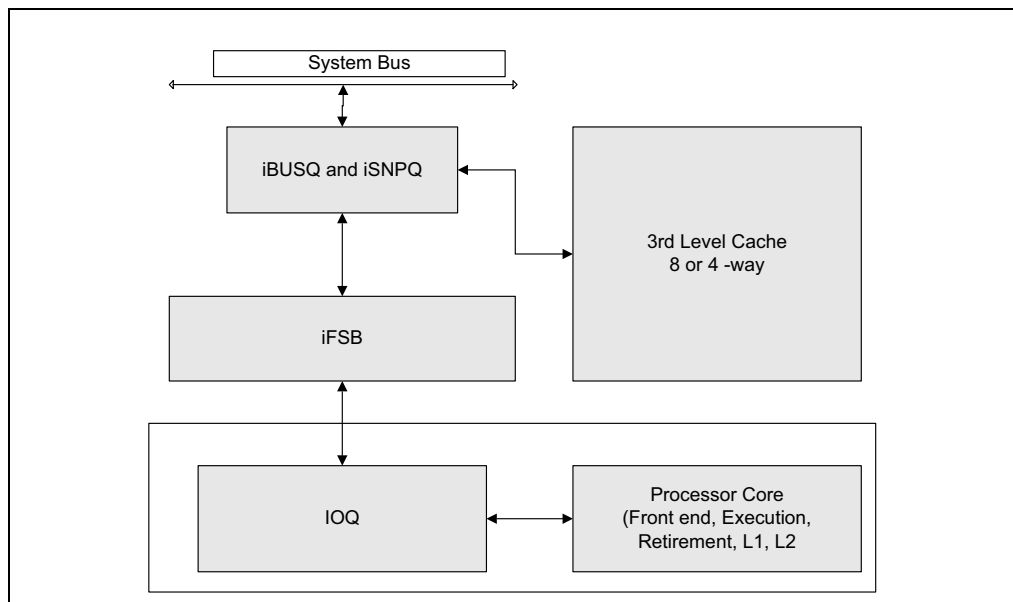 System Bus
iBUSQ and iSNPQ
3rd Level Cache
8 or 4 -way
iFSB
IOQ
Processor Core
(Front end, Execution,
Retirement, L1, L2